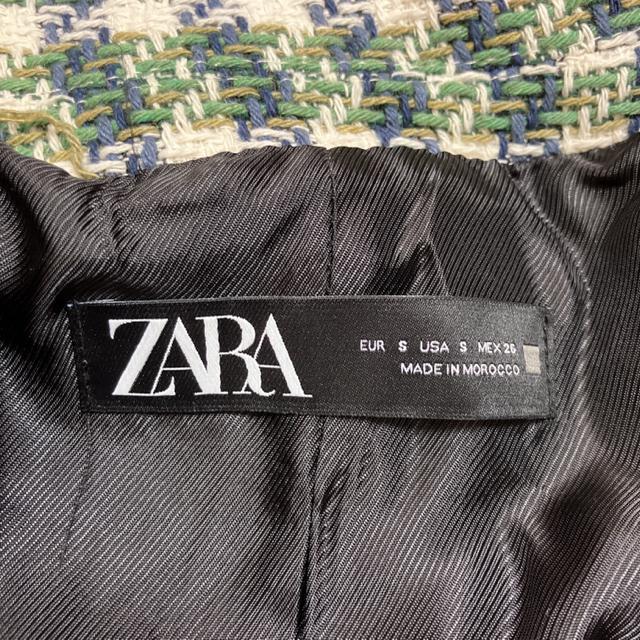 ZARA
EUR S USA S MEX 26
MADE IN MOROCCO